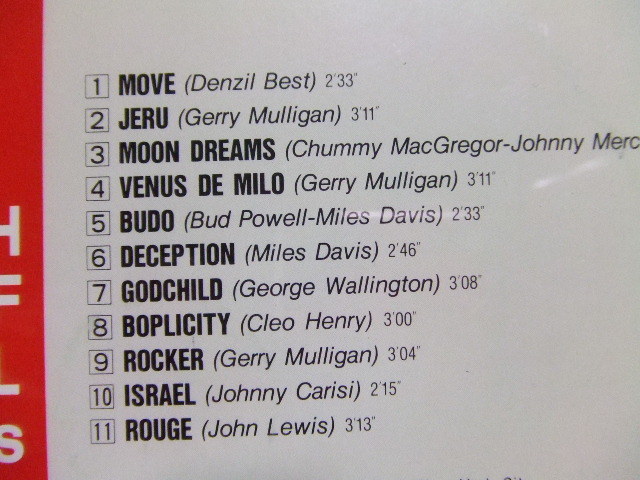 1 MOVE (Denzil Best) 2'33"
2 JERU (Gerry Mulligan) 3'11"
3 MOON DREAMS (Chummy MacGregor-Johnny Merc
4 VENUS DE MILO (Gerry Mulligan) 3'11"
5 BUDO (Bud Powell-Miles Davis) 2'33"
6 DECEPTION (Miles Davis) 2'46"
7 GODCHILD (George Wallington) 3'08"
8 BOPLICITY (Cleo Henry) 3'00"
9 ROCKER (Gerry Mulligan) 3'04"
10 ISRAEL (Johnny Carisi) 2'15"
11 ROUGE (John Lewis) 3'13"